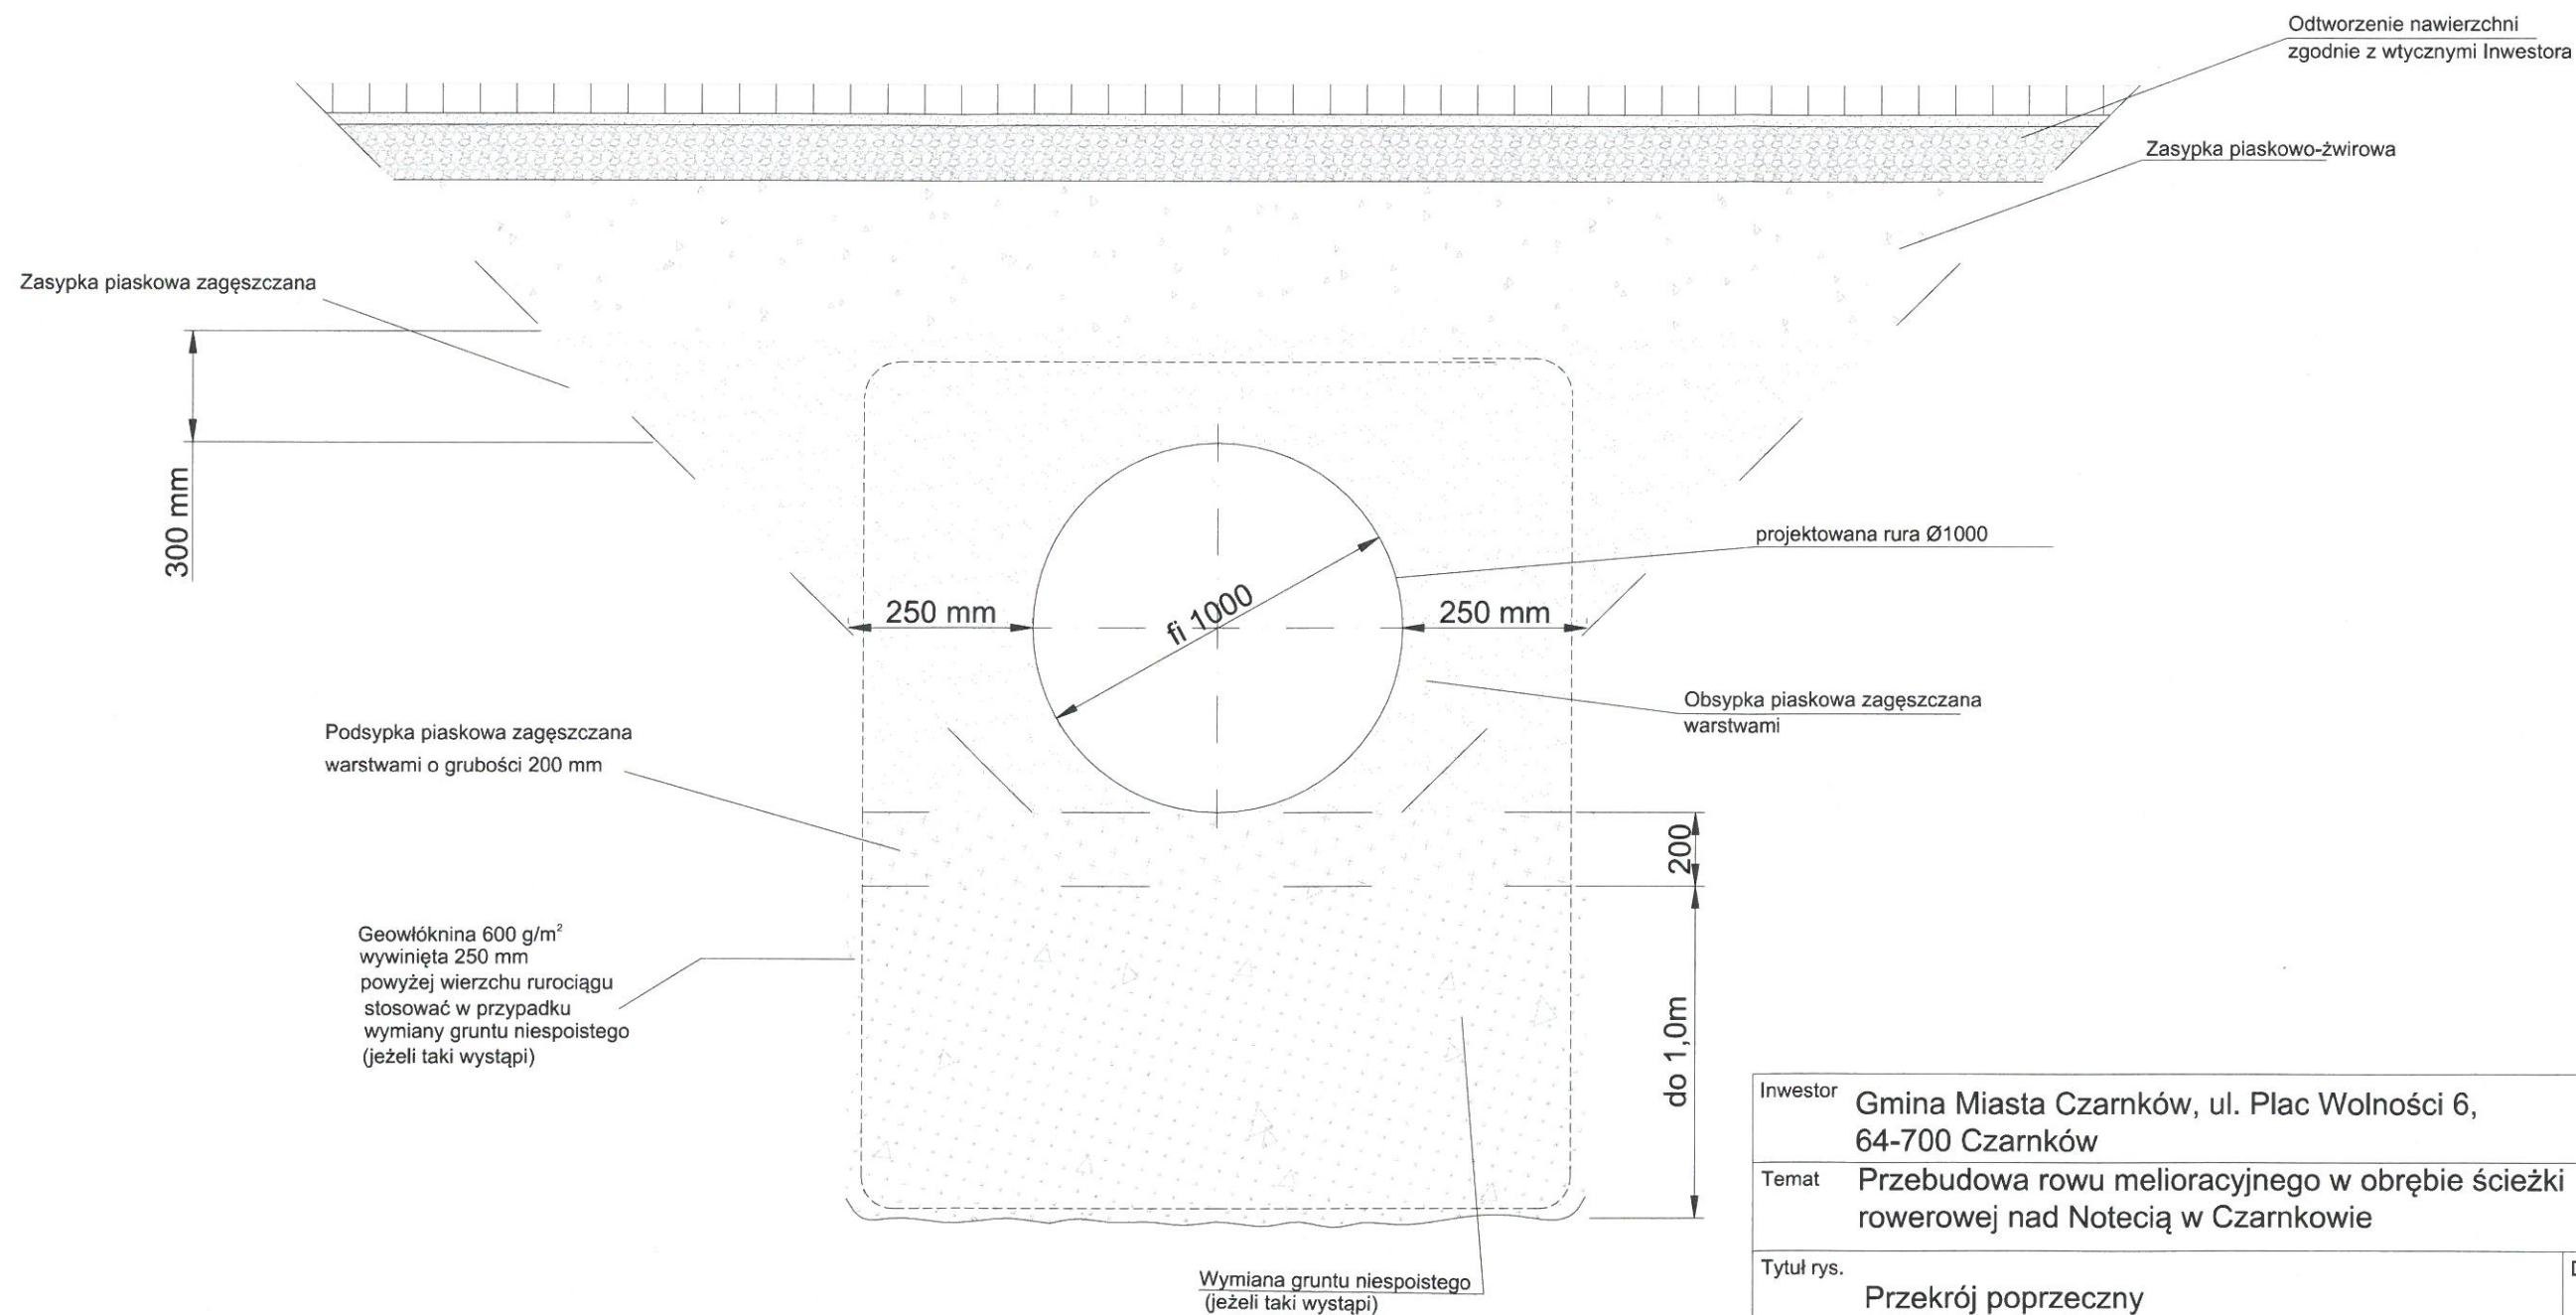 Odtworzenie nawierzchni
zgodnie z wtycznymi Inwestora
Zasypka piaskowo-żwirowa
Zasypka piaskowa zagęszczana
300 mm
projektowana rura Ø1000
250 mm
fi 1000
250 mm
Obsypka piaskowa zagęszczana
warstwami
Podsypka piaskowa zagęszczana
warstwami o grubości 200 mm
200
Geowłóknina 600 g/m²
wywinięta 250 mm
powyżej wierzchu rurociągu
stosować w przypadku
wymiany gruntu niespoistego
(jeżeli taki wystąpi)
do 1,0m
Wymiana gruntu niespoistego
(jeżeli taki wystąpi)
Inwestor Gmina Miasta Czarnków, ul. Plac Wolności 6,
64-700 Czarnków
Temat Przebudowa rowu melioracyjnego w obrębie ścieżki
rowerowej nad Notecią w Czarnkowie
Tytuł rys.
Przekrój poprzeczny